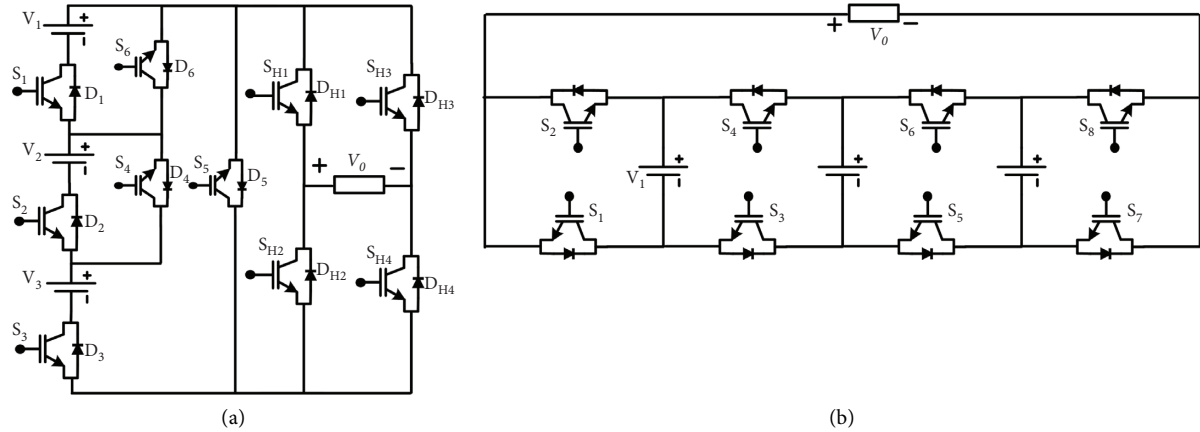 V1
S1
D1
S6
D6
V2
S2
D2
S4
D4
S5
D5
V3
S3
D3
SH1
DH1
SH3
DH3
+ V0 −
SH2
DH2
SH4
DH4
(a)
+ V0 −
S2
S4
S6
S8
V1
S1
S3
S5
S7
(b)